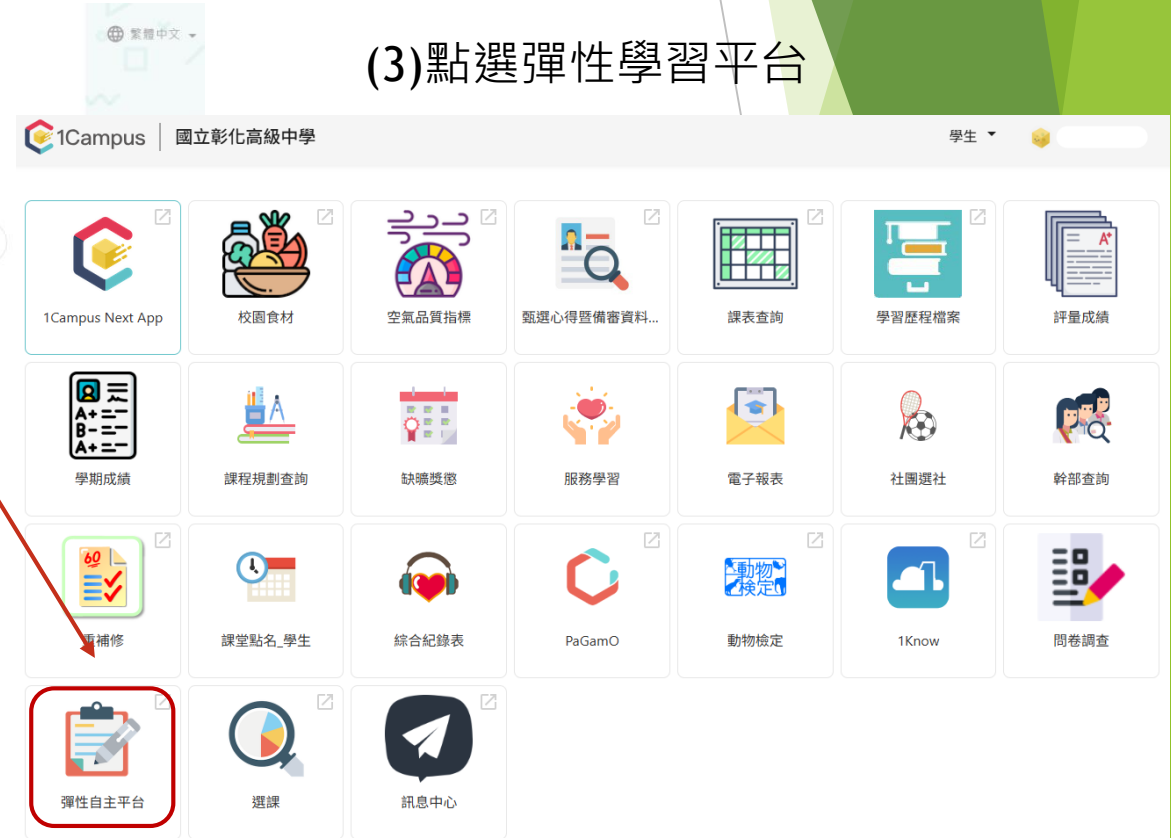 繁體中文
(3)點選彈性學習平台
1Campus 國立彰化高級中學
學生
1Campus Next App
校園食材
空氣品質指標
甄選心得暨備審資料...
課表查詢
學習歷程檔案
A+
評量成績
A+
B-
A+
學期成績
課程規劃查詢
缺曠獎懲
服務學習
電子報表
社團選社
幹部查詢
60
重補修
課堂點名_學生
綜合紀錄表
PaGamO
動物
檢定
動物檢定
1Know
問卷調查
彈性自主平台
選課
訊息中心